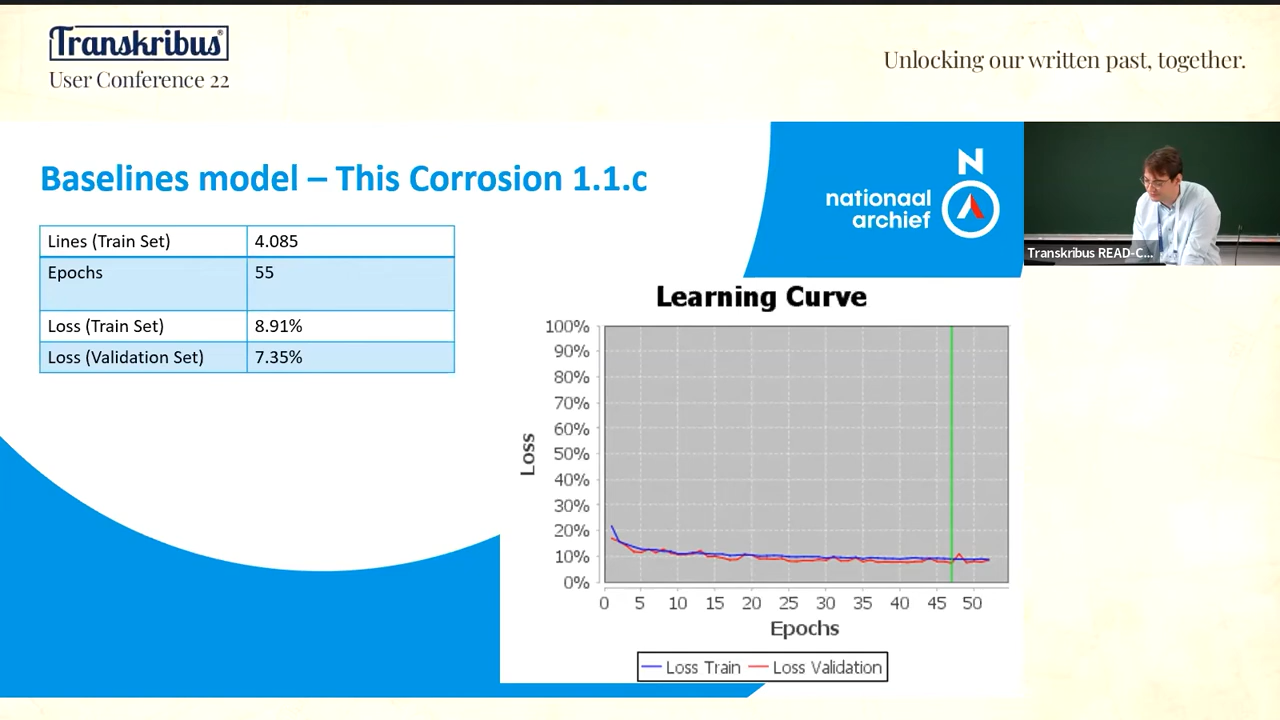 Transkribus®
User Conference 22
Unlocking our written past, together.
Baselines model – This Corrosion 1.1.c
N
nationaal
archief
Transkribus READ-C...
Lines (Train Set) 4.085
Epochs 55
Loss (Train Set) 8.91%
Loss (Validation Set) 7.35%
Learning Curve
Loss
100%
90%
80%
70%
60%
50%
40%
30%
20%
10%
0%
0 5 10 15 20 25 30 35 40 45 50
Epochs
Loss Train Loss Validation